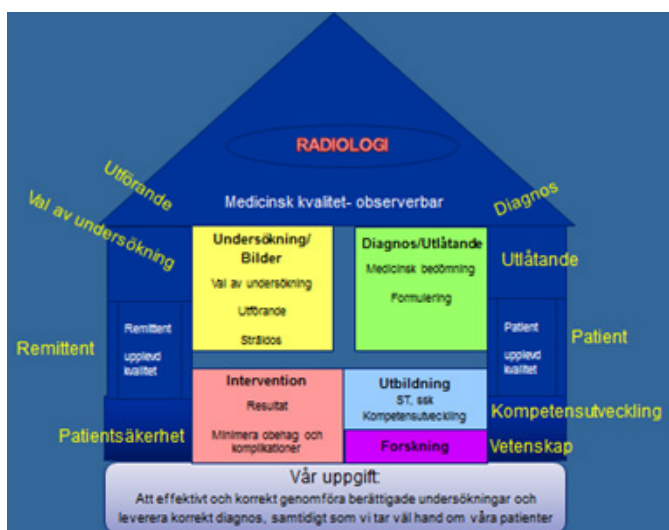 RADIOLOGI
Utförande
Medicinsk kvalitet- observerbar
Diagnos
Val av undersökning
Undersökning/
Bilder
Val av undersökning
Utförande
Stråldos
Diagnos/Utlåtande
Medicinsk bedömning
Formulering
Utlåtande
Remittent
Remittent
upplevd
kvalitet
Patient
upplevd
kvalitet
Patient
Intervention
Resultat
Minimera obehag och
komplikationer
Utbildning
ST, ssk
Kompetensutveckling
Kompetensutveckling
Patientsäkerhet
Forskning
Vetenskap
Vår uppgift:
Att effektivt och korrekt genomföra berättigade undersökningar och
leverera korrekt diagnos, samtidigt som vi tar väl hand om våra patienter